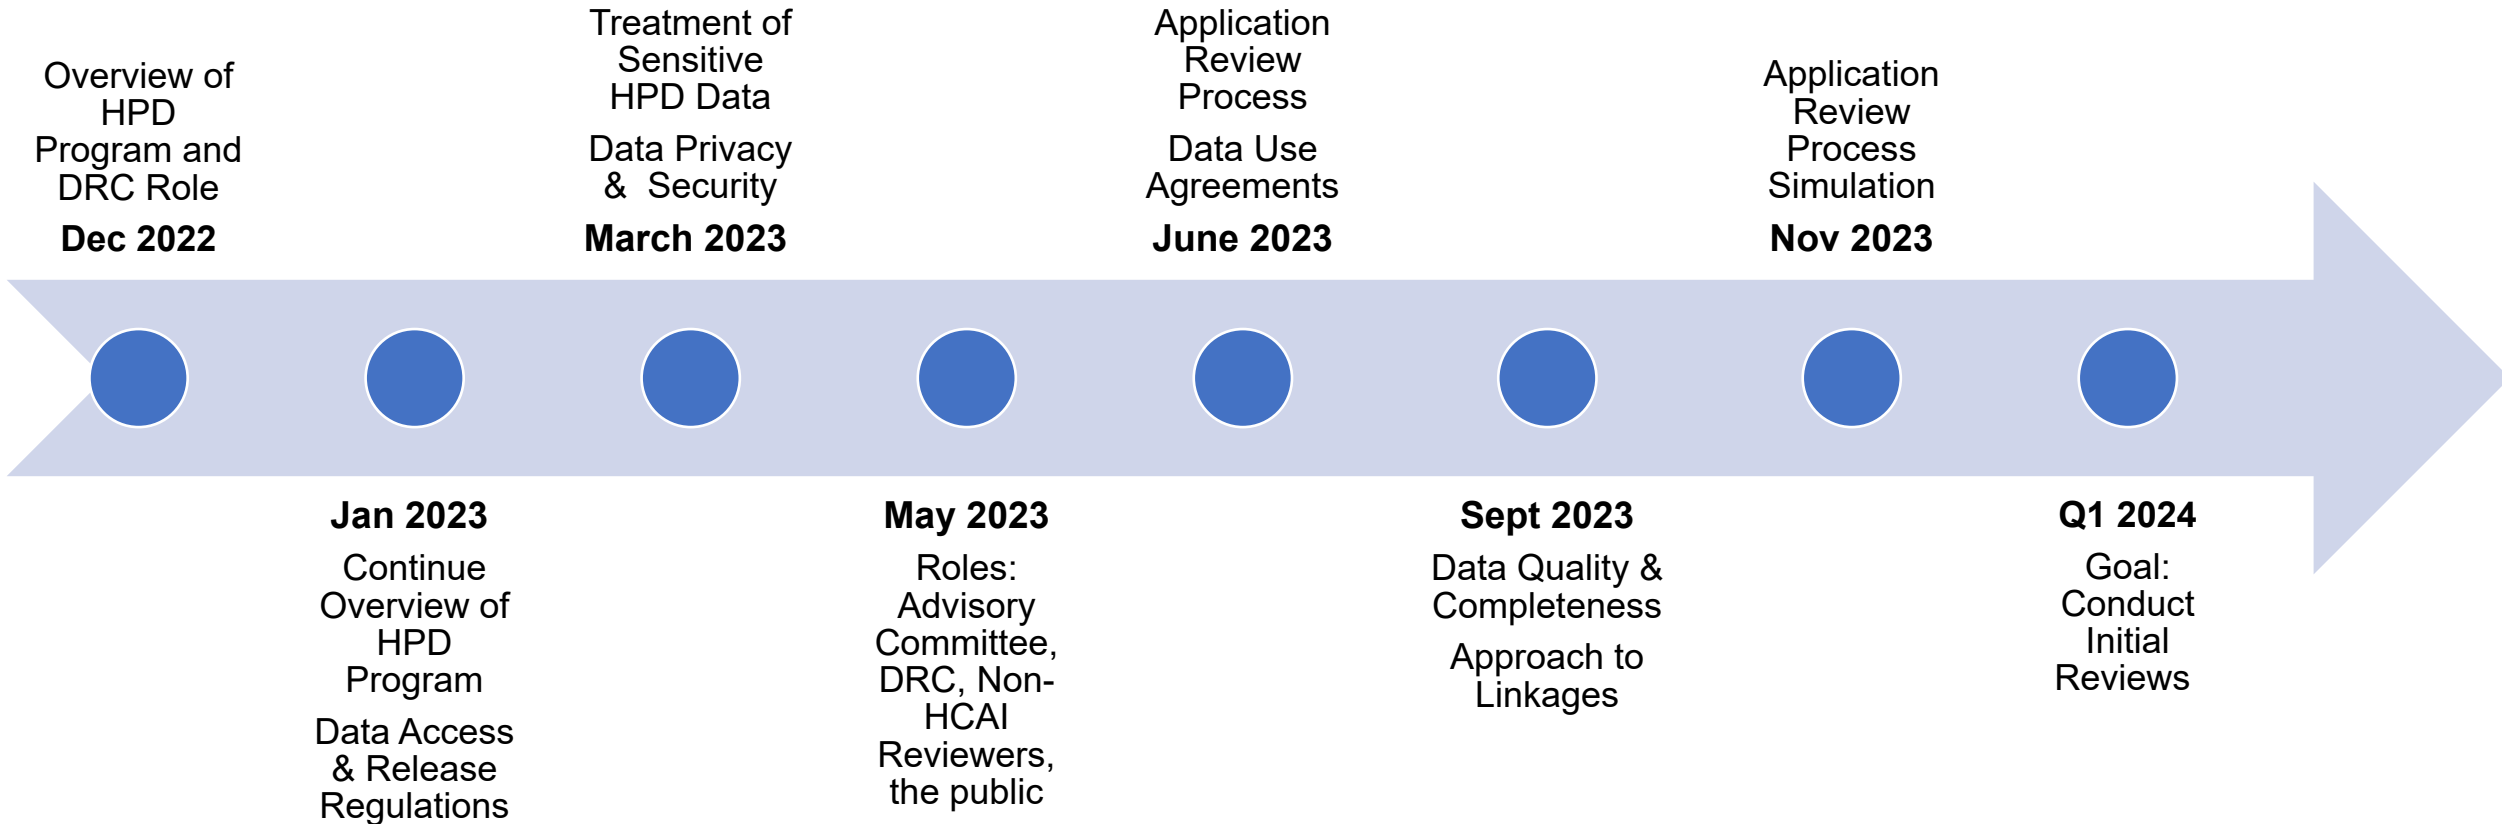 Overview of
HPD
Program and
DRC Role
Dec 2022
Jan 2023
Continue
Overview of
HPD
Program
Data Access
& Release
Regulations
Treatment of
Sensitive
HPD Data
Data Privacy
& Security
March 2023
May 2023
Roles:
Advisory
Committee,
DRC, Non-
HCAI
Reviewers,
the public
Application
Review
Process
Data Use
Agreements
June 2023
Sept 2023
Data Quality &
Completeness
Approach to
Linkages
Application
Review
Process
Simulation
Nov 2023
Q1 2024
Goal:
Conduct
Initial
Reviews